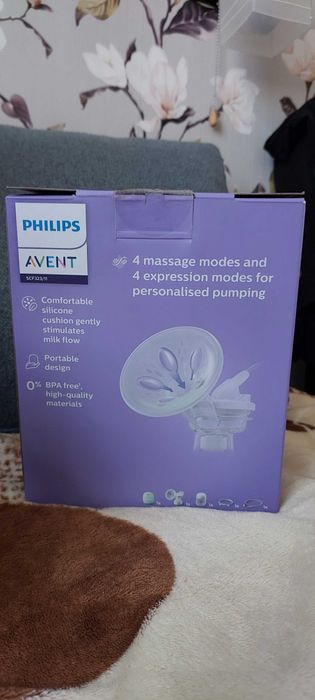 PHILIPS
AVENT
SCF323/11
4 massage modes and
4 expression modes for
personalised pumping
Comfortable
silicone
cushion gently
stimulates
milk flow
Portable
design
0% BPA free¹,
high-quality
materials